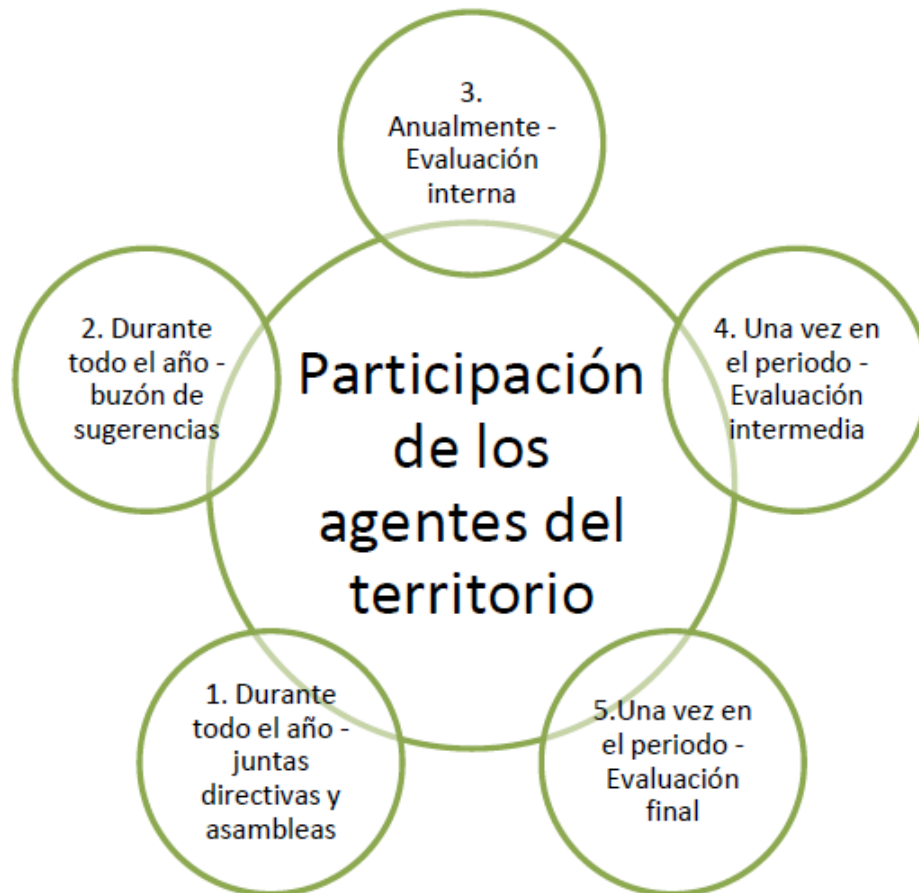 3.
Anualmente -
Evaluación
interna
2. Durante
todo el año -
buzón de
sugerencias
4. Una vez en
el periodo -
Evaluación
intermedia
Participación
de los
agentes del
territorio
1. Durante
todo el año -
juntas
directivas y
asambleas
5.Una vez en
el periodo -
Evaluación
final